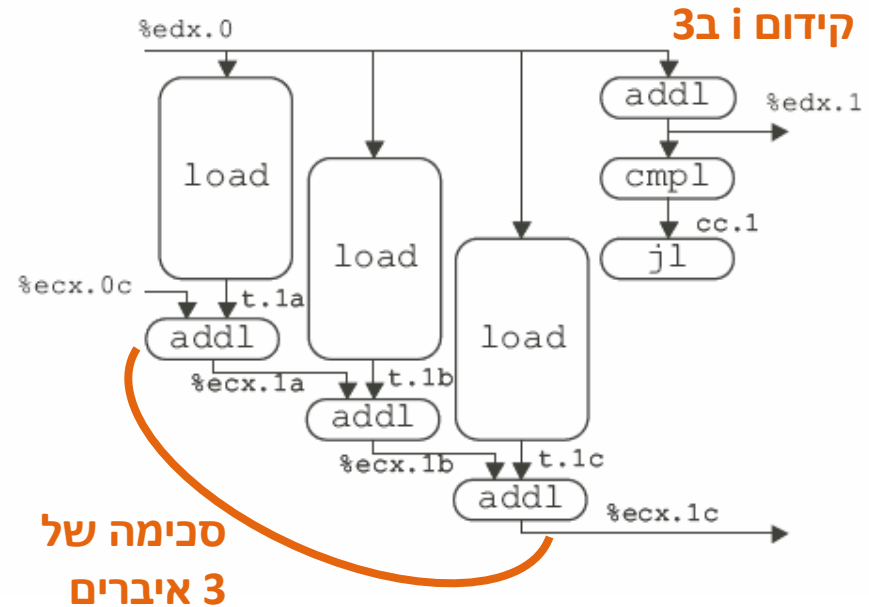 קידום i ב3
%edx.0
addl
%edx.1
load
cmpl
load
cc.1
jl
%ecx.0c
t.1a
load
addl
%ecx.1a
t.1b
addl
%ecx.1b
t.1c
addl
%ecx.1c
סכימה של
3 איברים